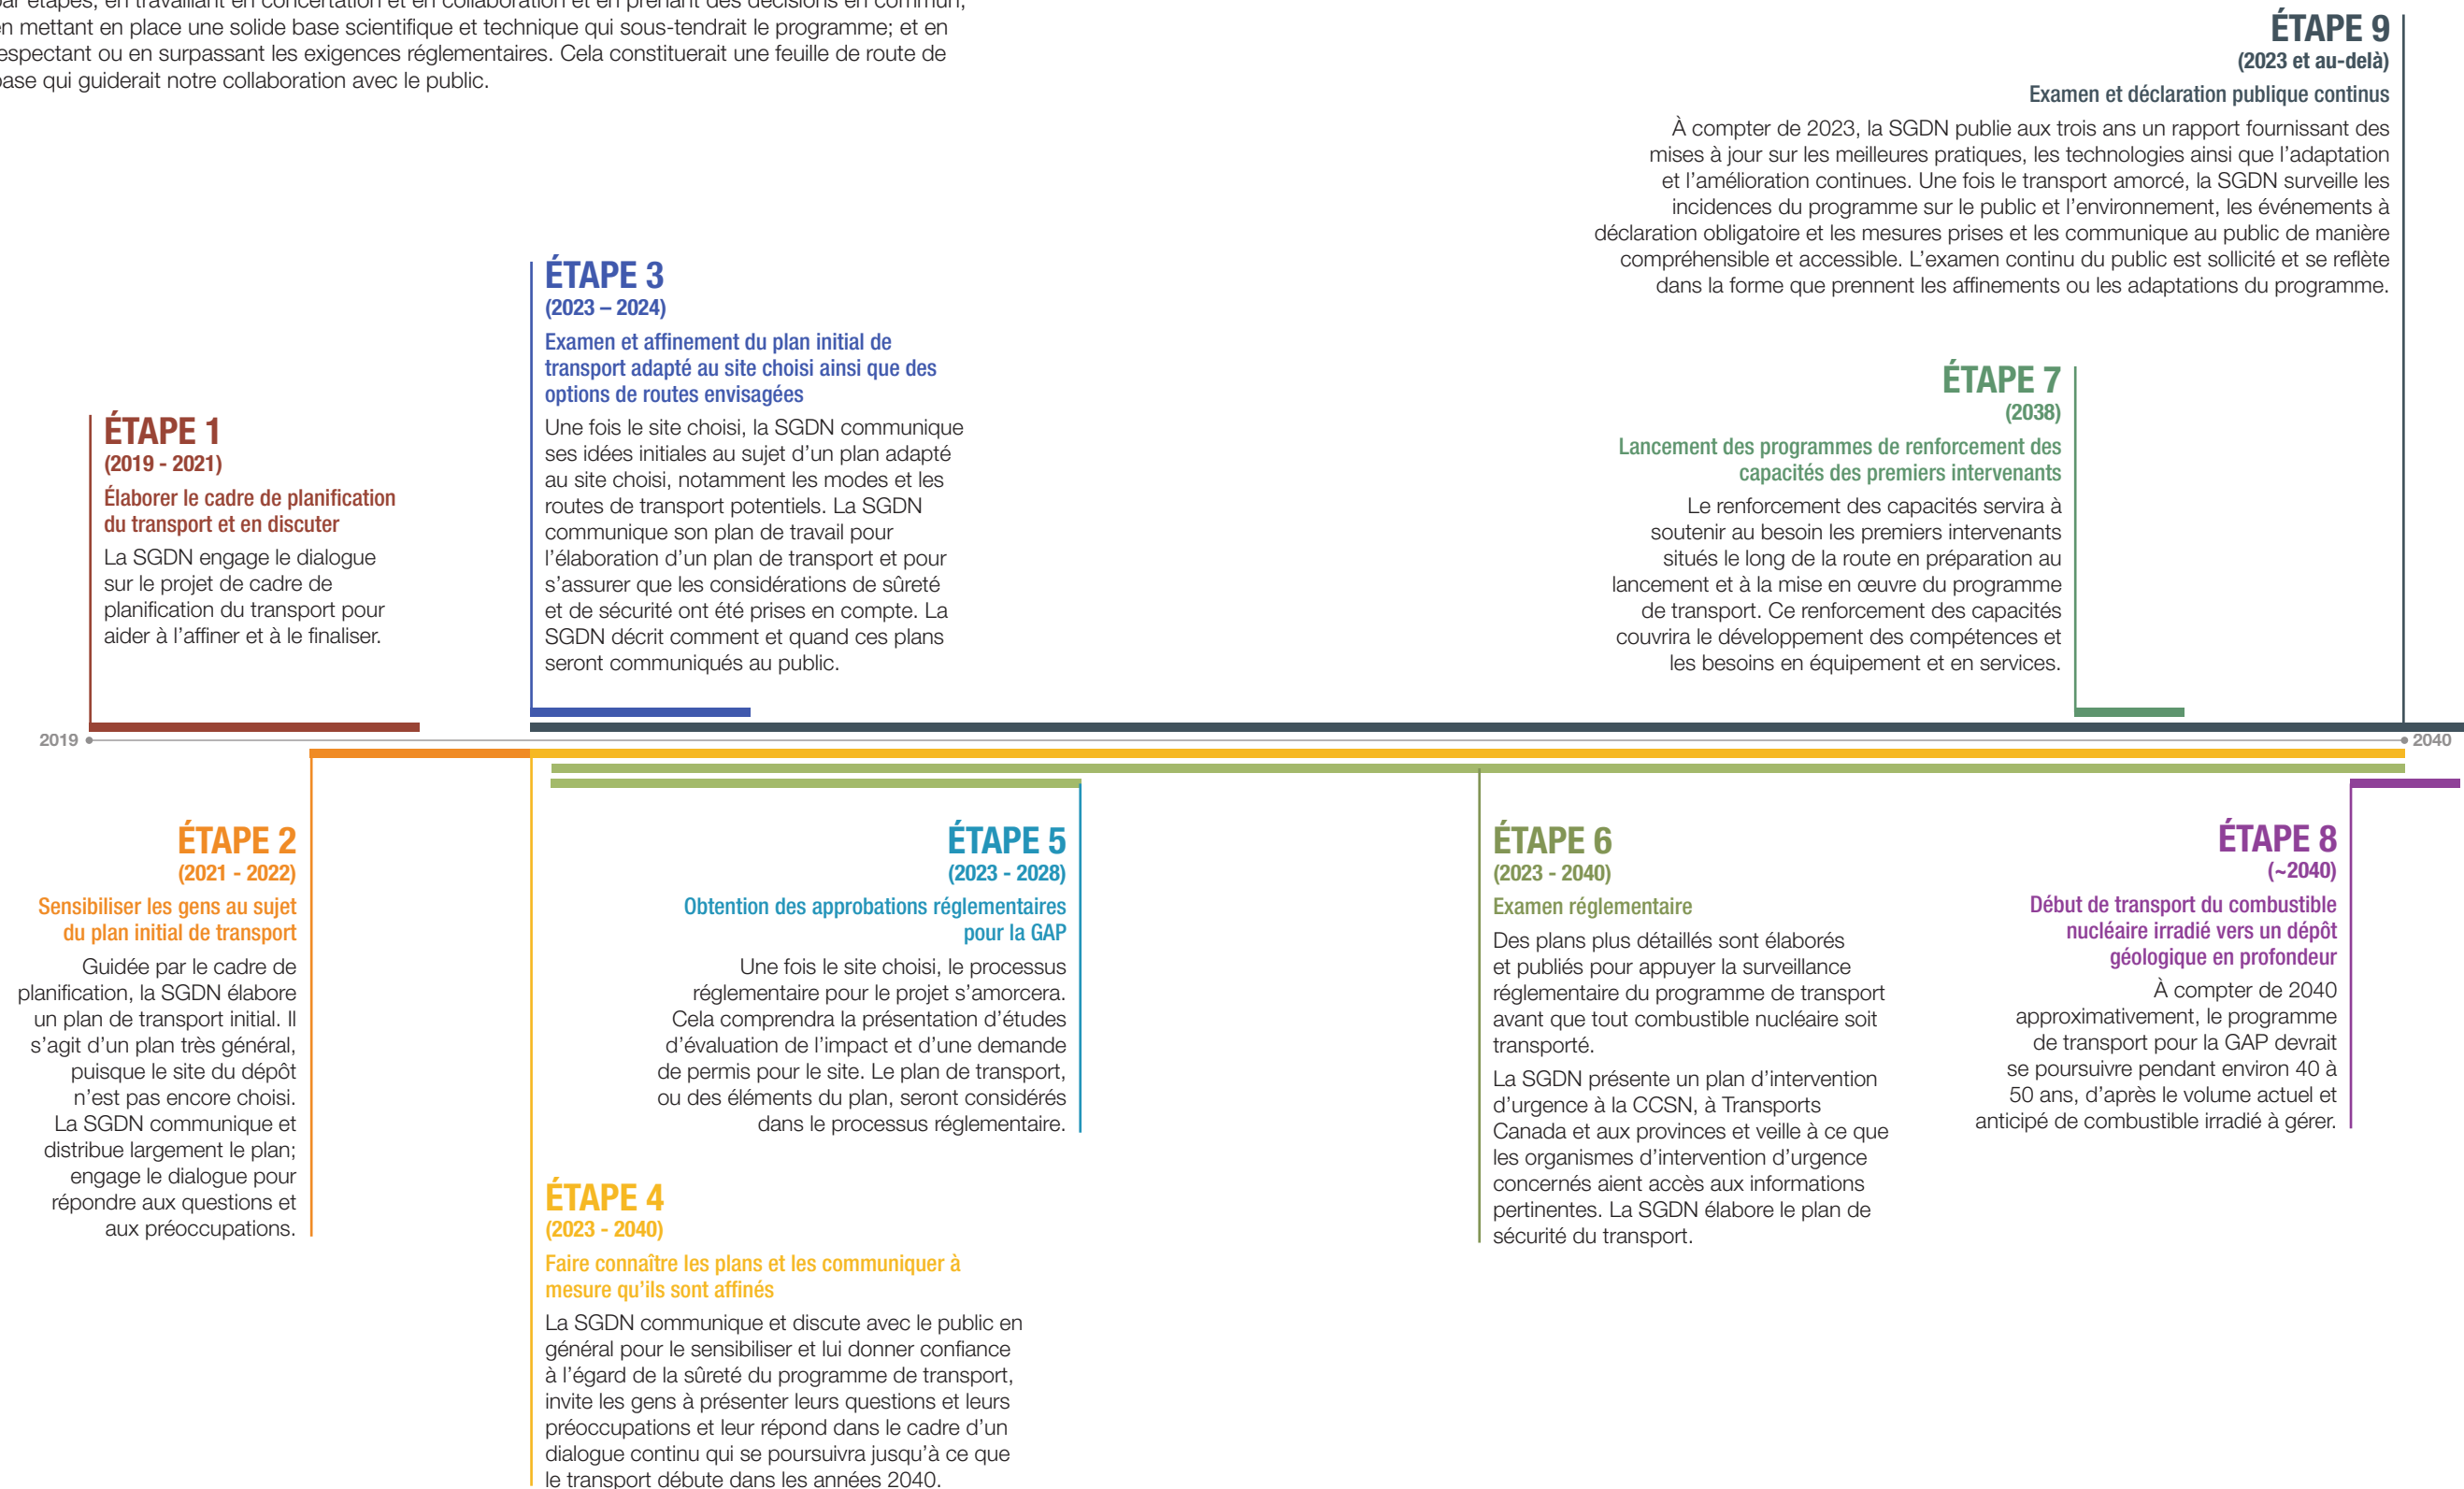 par étapes, en travaillant en concertation et en collaboration et en prenant des décisions en commun;
en mettant en place une solide base scientifique et technique qui sous-tendrait le programme; et en
respectant ou en surpassant les exigences réglementaires. Cela constituerait une feuille de route de
base qui guiderait notre collaboration avec le public.
ÉTAPE 9
(2023 et au-delà)
Examen et déclaration publique continus
À compter de 2023, la SGDN publie aux trois ans un rapport fournissant des
mises à jour sur les meilleures pratiques, les technologies ainsi que l’adaptation
et l’amélioration continues. Une fois le transport amorcé, la SGDN surveille les
incidences du programme sur le public et l’environnement, les événements à
déclaration obligatoire et les mesures prises et les communique au public de manière
compréhensible et accessible. L’examen continu du public est sollicité et se reflète
dans la forme que prennent les affinements ou les adaptations du programme.
ÉTAPE 3
(2023 – 2024)
Examen et affinement du plan initial de
transport adapté au site choisi ainsi que des
options de routes envisagées
Une fois le site choisi, la SGDN communique
ses idées initiales au sujet d’un plan adapté
au site choisi, notamment les modes et les
routes de transport potentiels. La SGDN
communique son plan de travail pour
l’élaboration d’un plan de transport et pour
s’assurer que les considérations de sûreté
et de sécurité ont été prises en compte. La
SGDN décrit comment et quand ces plans
seront communiqués au public.
ÉTAPE 7
(2038)
Lancement des programmes de renforcement des
capacités des premiers intervenants
Le renforcement des capacités servira à
soutenir au besoin les premiers intervenants
situés le long de la route en préparation au
lancement et à la mise en œuvre du programme
de transport. Ce renforcement des capacités
couvrira le développement des compétences et
les besoins en équipement et en services.
ÉTAPE 1
(2019 - 2021)
Élaborer le cadre de planification
du transport et en discuter
La SGDN engage le dialogue
sur le projet de cadre de
planification du transport pour
aider à l’affiner et à le finaliser.
2019
2040
ÉTAPE 2
(2021 - 2022)
Sensibiliser les gens au sujet
du plan initial de transport
Guidée par le cadre de
planification, la SGDN élabore
un plan de transport initial. Il
s’agit d’un plan très général,
puisque le site du dépôt
n’est pas encore choisi.
La SGDN communique et
distribue largement le plan;
engage le dialogue pour
répondre aux questions et
aux préoccupations.
ÉTAPE 5
(2023 - 2028)
Obtention des approbations réglementaires
pour la GAP
Une fois le site choisi, le processus
réglementaire pour le projet s’amorcera.
Cela comprendra la présentation d’études
d’évaluation de l’impact et d’une demande
de permis pour le site. Le plan de transport,
ou des éléments du plan, seront considérés
dans le processus réglementaire.
ÉTAPE 4
(2023 - 2040)
Faire connaître les plans et les communiquer à
mesure qu’ils sont affinés
La SGDN communique et discute avec le public en
général pour le sensibiliser et lui donner confiance
à l’égard de la sûreté du programme de transport,
invite les gens à présenter leurs questions et leurs
préoccupations et leur répond dans le cadre d’un
dialogue continu qui se poursuivra jusqu’à ce que
le transport débute dans les années 2040.
ÉTAPE 6
(2023 - 2040)
Examen réglementaire
Des plans plus détaillés sont élaborés
et publiés pour appuyer la surveillance
réglementaire du programme de transport
avant que tout combustible nucléaire soit
transporté.
La SGDN présente un plan d’intervention
d’urgence à la CCSN, à Transports
Canada et aux provinces et veille à ce que
les organismes d’intervention d’urgence
concernés aient accès aux informations
pertinentes. La SGDN élabore le plan de
sécurité du transport.
ÉTAPE 8
(~2040)
Début de transport du combustible
nucléaire irradié vers un dépôt
géologique en profondeur
À compter de 2040
approximativement, le programme
de transport pour la GAP devrait
se poursuivre pendant environ 40 à
50 ans, d’après le volume actuel et
anticipé de combustible irradié à gérer.